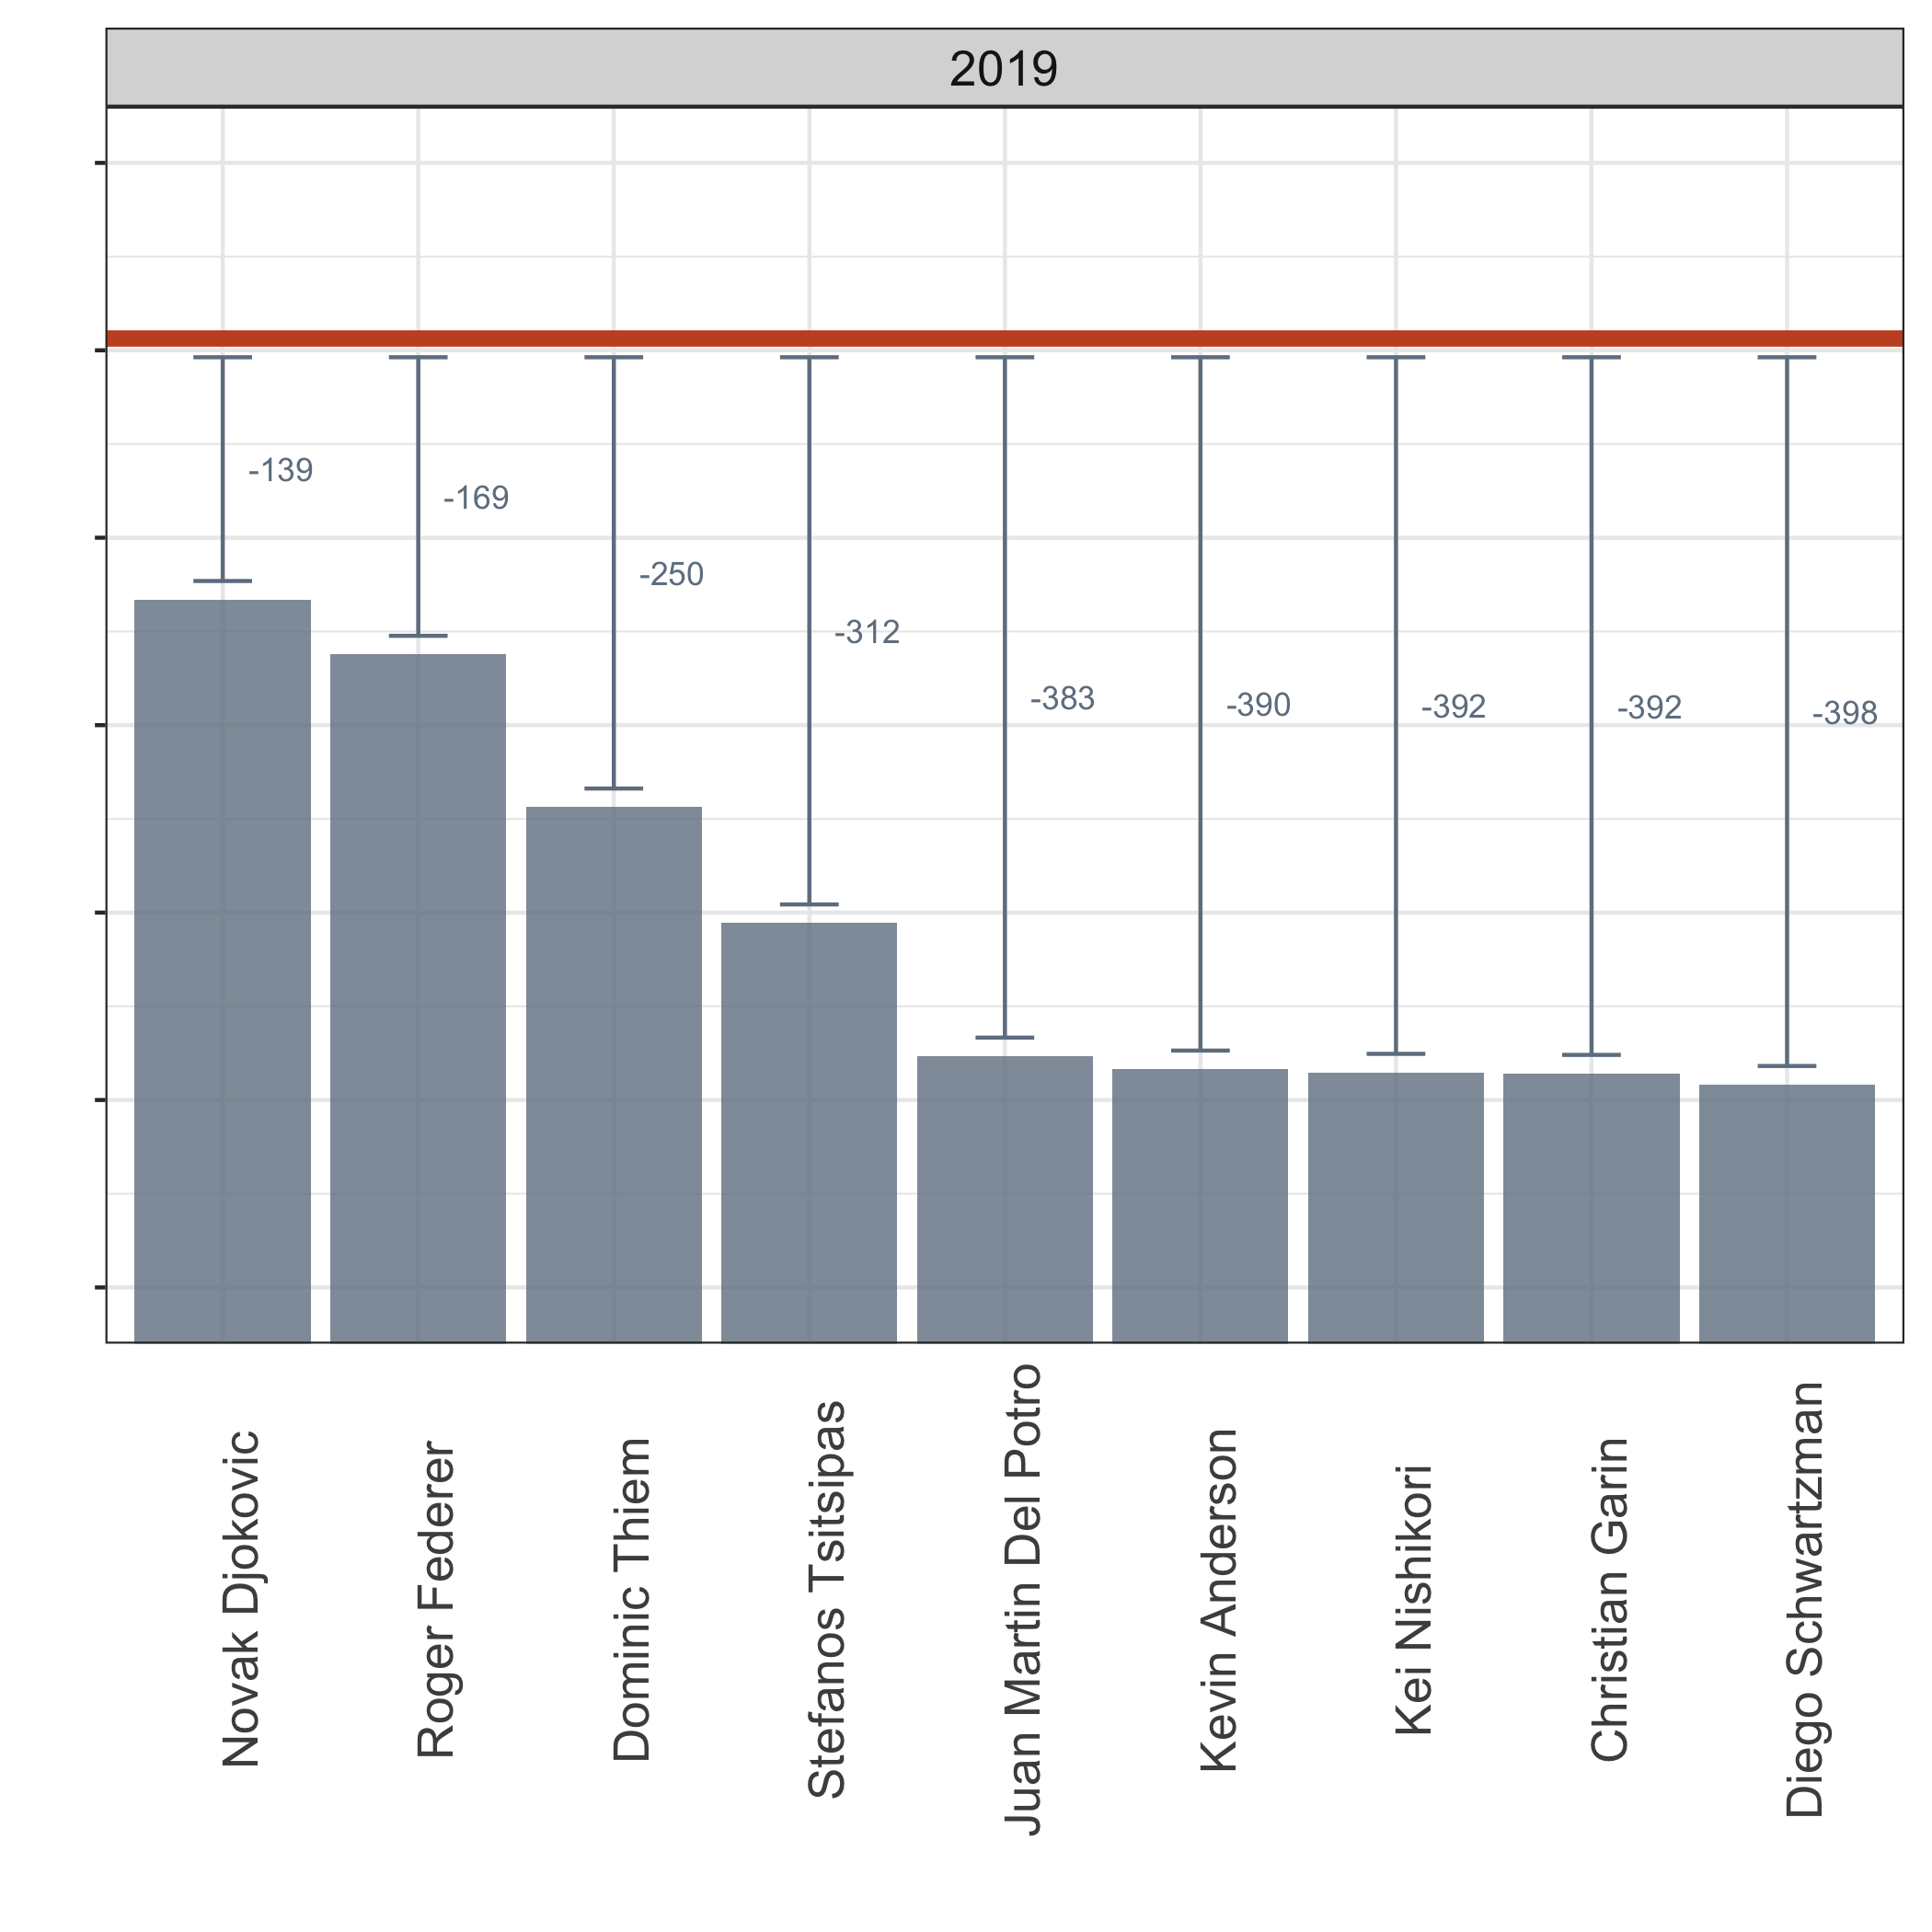 2019
-139
-169
-250
-312
-383
-390
-392
-392
-398
Novak Djokovic
Roger Federer
Dominic Thiem
Stefanos Tsitsipas
Juan Martin Del Potro
Kevin Anderson
Kei Nishikori
Christian Garin
Diego Schwartzman